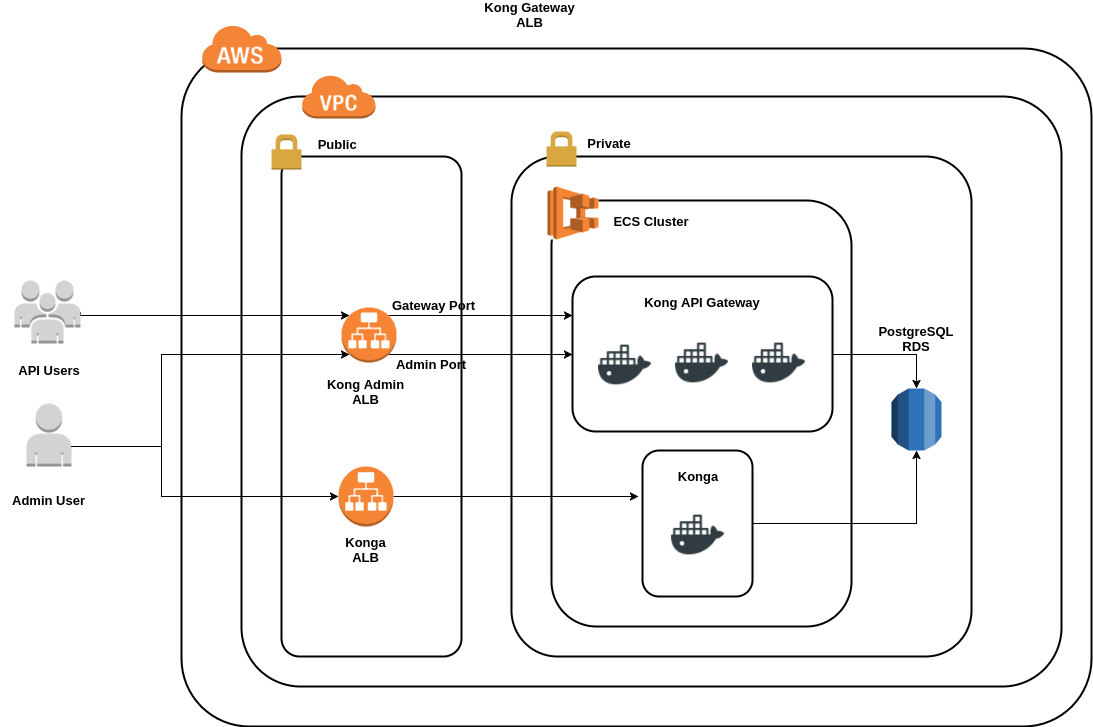 Kong Gateway
ALB
AWS
VPC
Public
Private
ECS Cluster
Gateway Port
Kong API Gateway
PostgreSQL
RDS
API Users
Admin Port
Kong Admin
ALB
Konga
Admin User
Konga
ALB